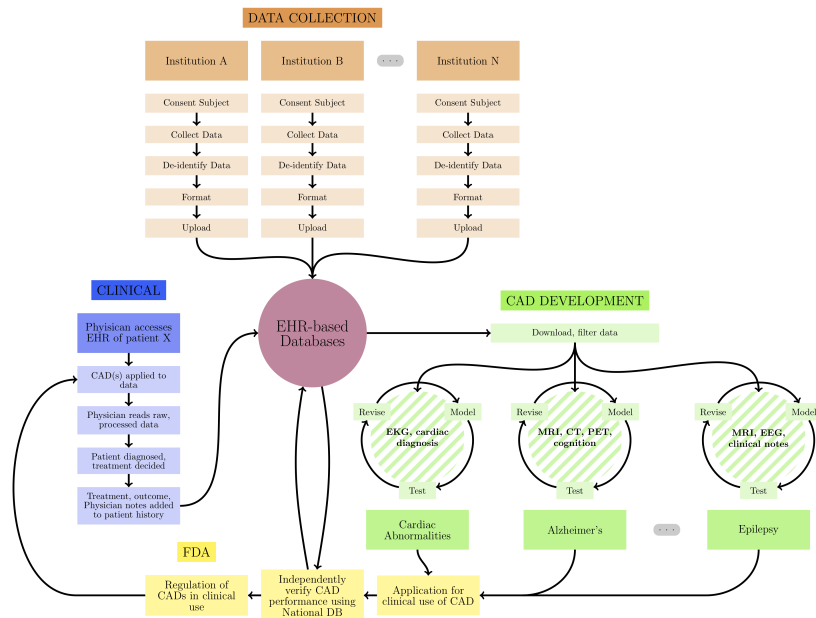 DATA COLLECTION
Institution A
Institution B
· · ·
Institution N
Consent Subject
Consent Subject
Consent Subject
Collect Data
Collect Data
Collect Data
De-identify Data
De-identify Data
De-identify Data
Format
Format
Format
Upload
Upload
Upload
CLINICAL
Phyisican accesses
EHR of patient X
CAD(s) applied to
data
Physician reads raw,
processed data
Patient diagnosed,
treatment decided
Treatment, outcome,
Physician notes added
to patient history
EHR-based
Databases
CAD DEVELOPMENT
Download, filter data
Revise
Model
EKG, cardiac
diagnosis
Test
Revise
Model
MRI, CT, PET,
cognition
Test
Revise
Model
MRI, EEG,
clinical notes
Test
Cardiac
Abnormalities
Alzheimer's
· · ·
Epilepsy
FDA
Regulation of
CADs in clinical
use
Independently
verify CAD
performance using
National DB
Application for
clinical use of CAD